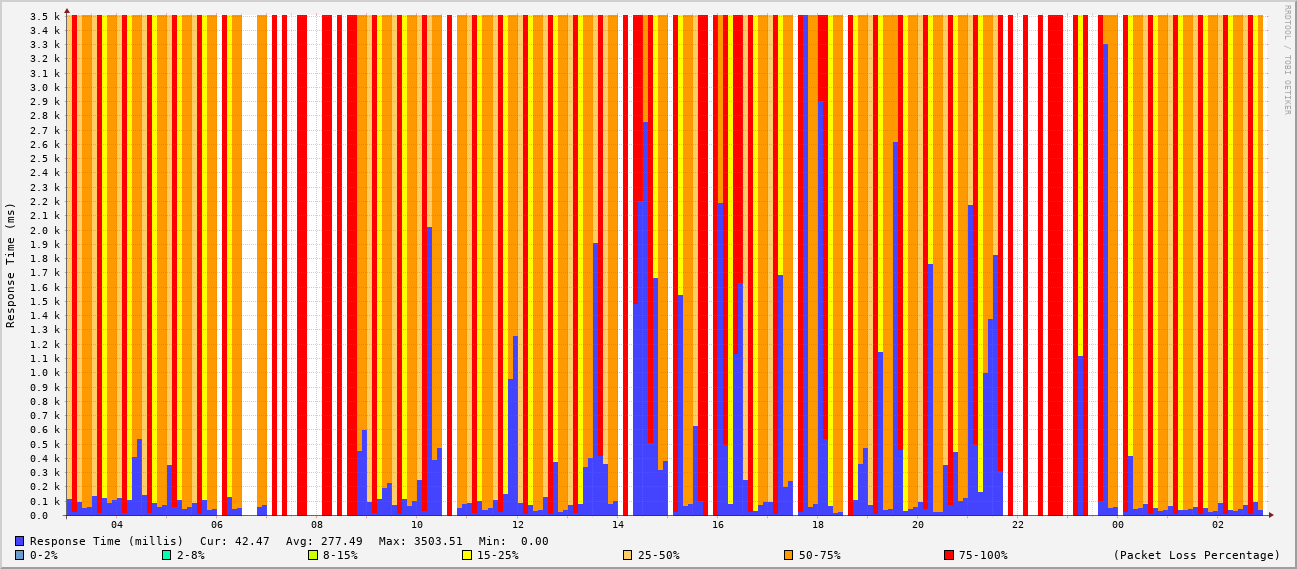 RRDTOOL / TOBI OETIKER
Response Time (ms)
3.5 k
3.4 k
3.3 k
3.2 k
3.1 k
3.0 k
2.9 k
2.8 k
2.7 k
2.6 k
2.5 k
2.4 k
2.3 k
2.2 k
2.1 k
2.0 k
1.9 k
1.8 k
1.7 k
1.6 k
1.5 k
1.4 k
1.3 k
1.2 k
1.1 k
1.0 k
0.9 k
0.8 k
0.7 k
0.6 k
0.5 k
0.4 k
0.3 k
0.2 k
0.1 k
0.0
04 06 08 10 12 14 16 18 20 22 00 02
Response Time (millis) Cur: 42.47 Avg: 277.49 Max: 3503.51 Min: 0.00
0-2% 2-8% 8-15% 15-25% 25-50% 50-75% 75-100% (Packet Loss Percentage)